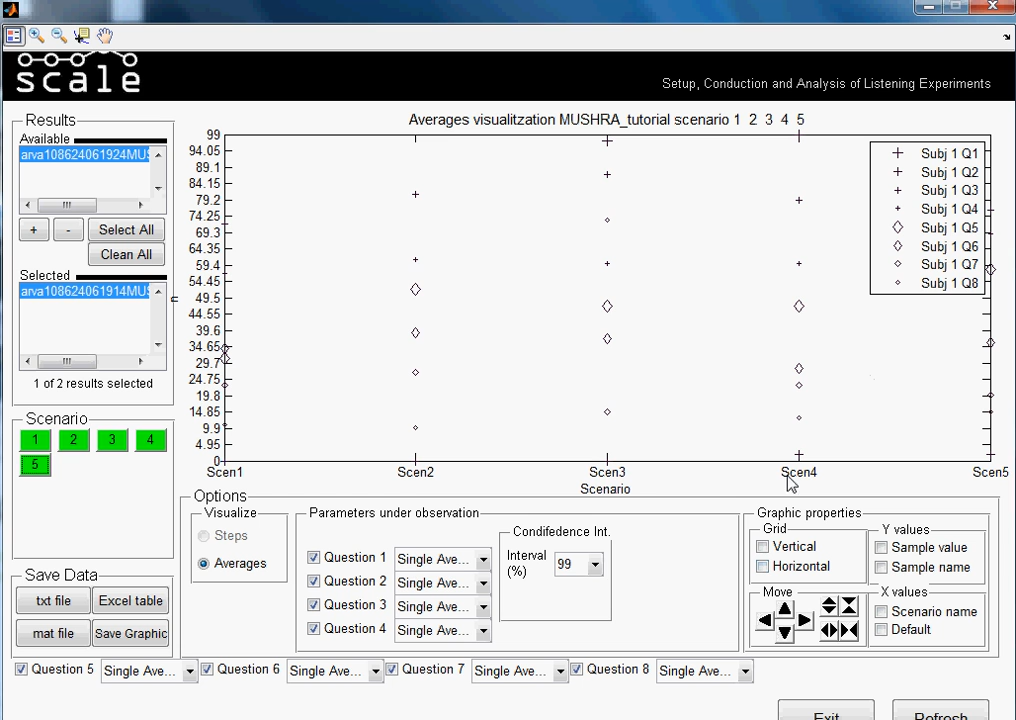 scale
Setup, Conduction and Analysis of Listening Experiments
Results
Available
arva108624061924MUS
+ - Select All
Clean All
Selected
arva108624061914MUS
1 of 2 results selected
Scenario
1 2 3 4
5
Save Data
txt file Excel table
mat file Save Graphic
Averages visualitzation MUSHRA_tutorial scenario 1 2 3 4 5
99
94.05
89.1
84.15
79.2
74.25
69.3
64.35
59.4
54.45
49.5
44.55
39.6
34.65
29.7
24.75
19.8
14.85
9.9
4.95
0
Scen1 Scen2 Scen3 Scen4 Scen5
Scenario
Subj 1 Q1
Subj 1 Q2
Subj 1 Q3
Subj 1 Q4
Subj 1 Q5
Subj 1 Q6
Subj 1 Q7
Subj 1 Q8
Options
Visualize
Steps
Averages
Parameters under observation
Question 1 Single Ave...
Question 2 Single Ave...
Question 3 Single Ave...
Question 4 Single Ave...
Condifedence Int.
Interval
(%)
99
Graphic properties
Grid
Vertical
Horizontal
Y values
Sample value
Sample name
Move
X values
Scenario name
Default
Question 5 Single Ave... Question 6 Single Ave... Question 7 Single Ave... Question 8 Single Ave...
Exit Refresh